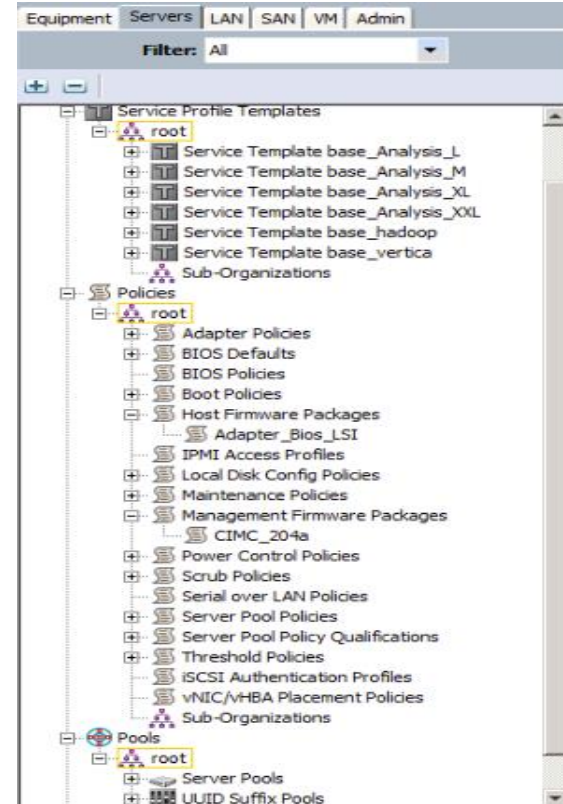 Equipment Servers LAN SAN VM Admin
Filter: All
Service Profile Templates
root
Service Template base_Analysis_L
Service Template base_Analysis_M
Service Template base_Analysis_XL
Service Template base_Analysis_XXL
Service Template base_hadoop
Service Template base_vertica
Sub-Organizations
Policies
root
Adapter Policies
BIOS Defaults
BIOS Policies
Boot Policies
Host Firmware Packages
Adapter_Bios_LSI
IPMI Access Profiles
Local Disk Config Policies
Maintenance Policies
Management Firmware Packages
CIMC_204a
Power Control Policies
Scrub Policies
Serial over LAN Policies
Server Pool Policies
Server Pool Policy Qualifications
Threshold Policies
iSCSI Authentication Profiles
vNIC/vHBA Placement Policies
Sub-Organizations
Pools
root
Server Pools
UUID Suffix Pools